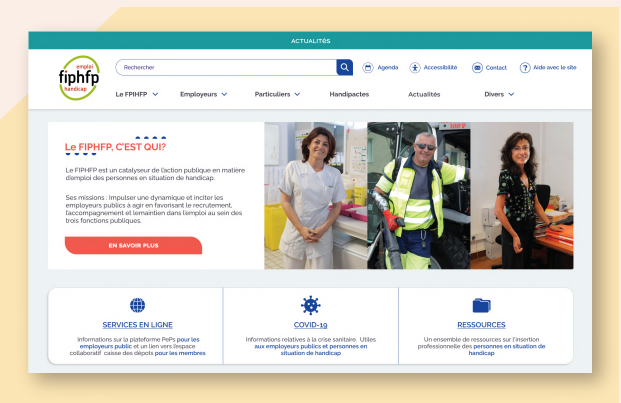 ACTUALITÉS
emploi
fiphfp
handicap
Rechercher
Agenda
Accessibilité
Contact
Aide avec le site
Le FPIHFP
Employeurs
Particuliers
Handipactes
Actualités
Divers
Le FIPHFP, C'EST QUI?
Le FIPHFP est un catalyseur de l'action publique en matière
d'emploi des personnes en situation de handicap.
Ses missions : Impulser une dynamique et inciter les
employeurs publics à agir en favorisant le recrutement,
l'accompagnement et lemaintien dans l'emploi au sein des
trois fonctions publiques.
EN SAVOIR PLUS
SERVICES EN LIGNE
Informations sur la plateforme PePs pour les
employeurs public et un lien vers l'espace
collaboratif caisse des dépôts pour les membres
COVID-19
Informations relatives à la crise sanitaire. Utiles
aux employeurs publics et personnes en
situation de handicap
RESSOURCES
Un ensemble de ressources sur l'insertion
professionnelle des personnes en situation de
handicap